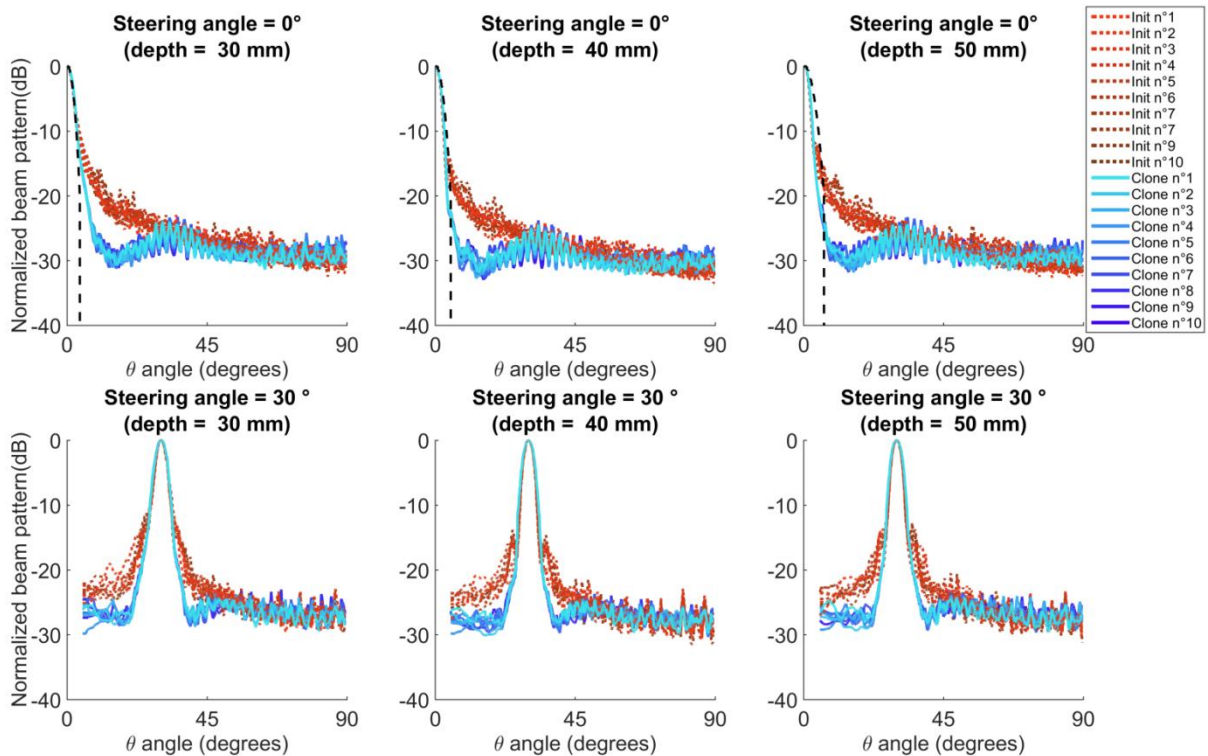 Steering angle = 0°
(depth = 30 mm)
Steering angle = 0°
(depth = 40 mm)
Steering angle = 0°
(depth = 50 mm)
Normalized beam pattern(dB)
0
-10
-20
-30
-40
0
45
90
θ angle (degrees)
0
-10
-20
-30
-40
0
45
90
θ angle (degrees)
0
-10
-20
-30
-40
0
45
90
θ angle (degrees)
Init n°1
Init n°2
Init n°3
Init n°4
Init n°5
Init n°6
Init n°7
Init n°7
Init n°9
Init n°10
Clone n°1
Clone n°2
Clone n°3
Clone n°4
Clone n°5
Clone n°6
Clone n°7
Clone n°8
Clone n°9
Clone n°10
Steering angle = 30 °
(depth = 30 mm)
Steering angle = 30 °
(depth = 40 mm)
Steering angle = 30 °
(depth = 50 mm)
Normalized beam pattern(dB)
0
-10
-20
-30
-40
0
45
90
θ angle (degrees)
0
-10
-20
-30
-40
0
45
90
θ angle (degrees)
0
-10
-20
-30
-40
0
45
90
θ angle (degrees)